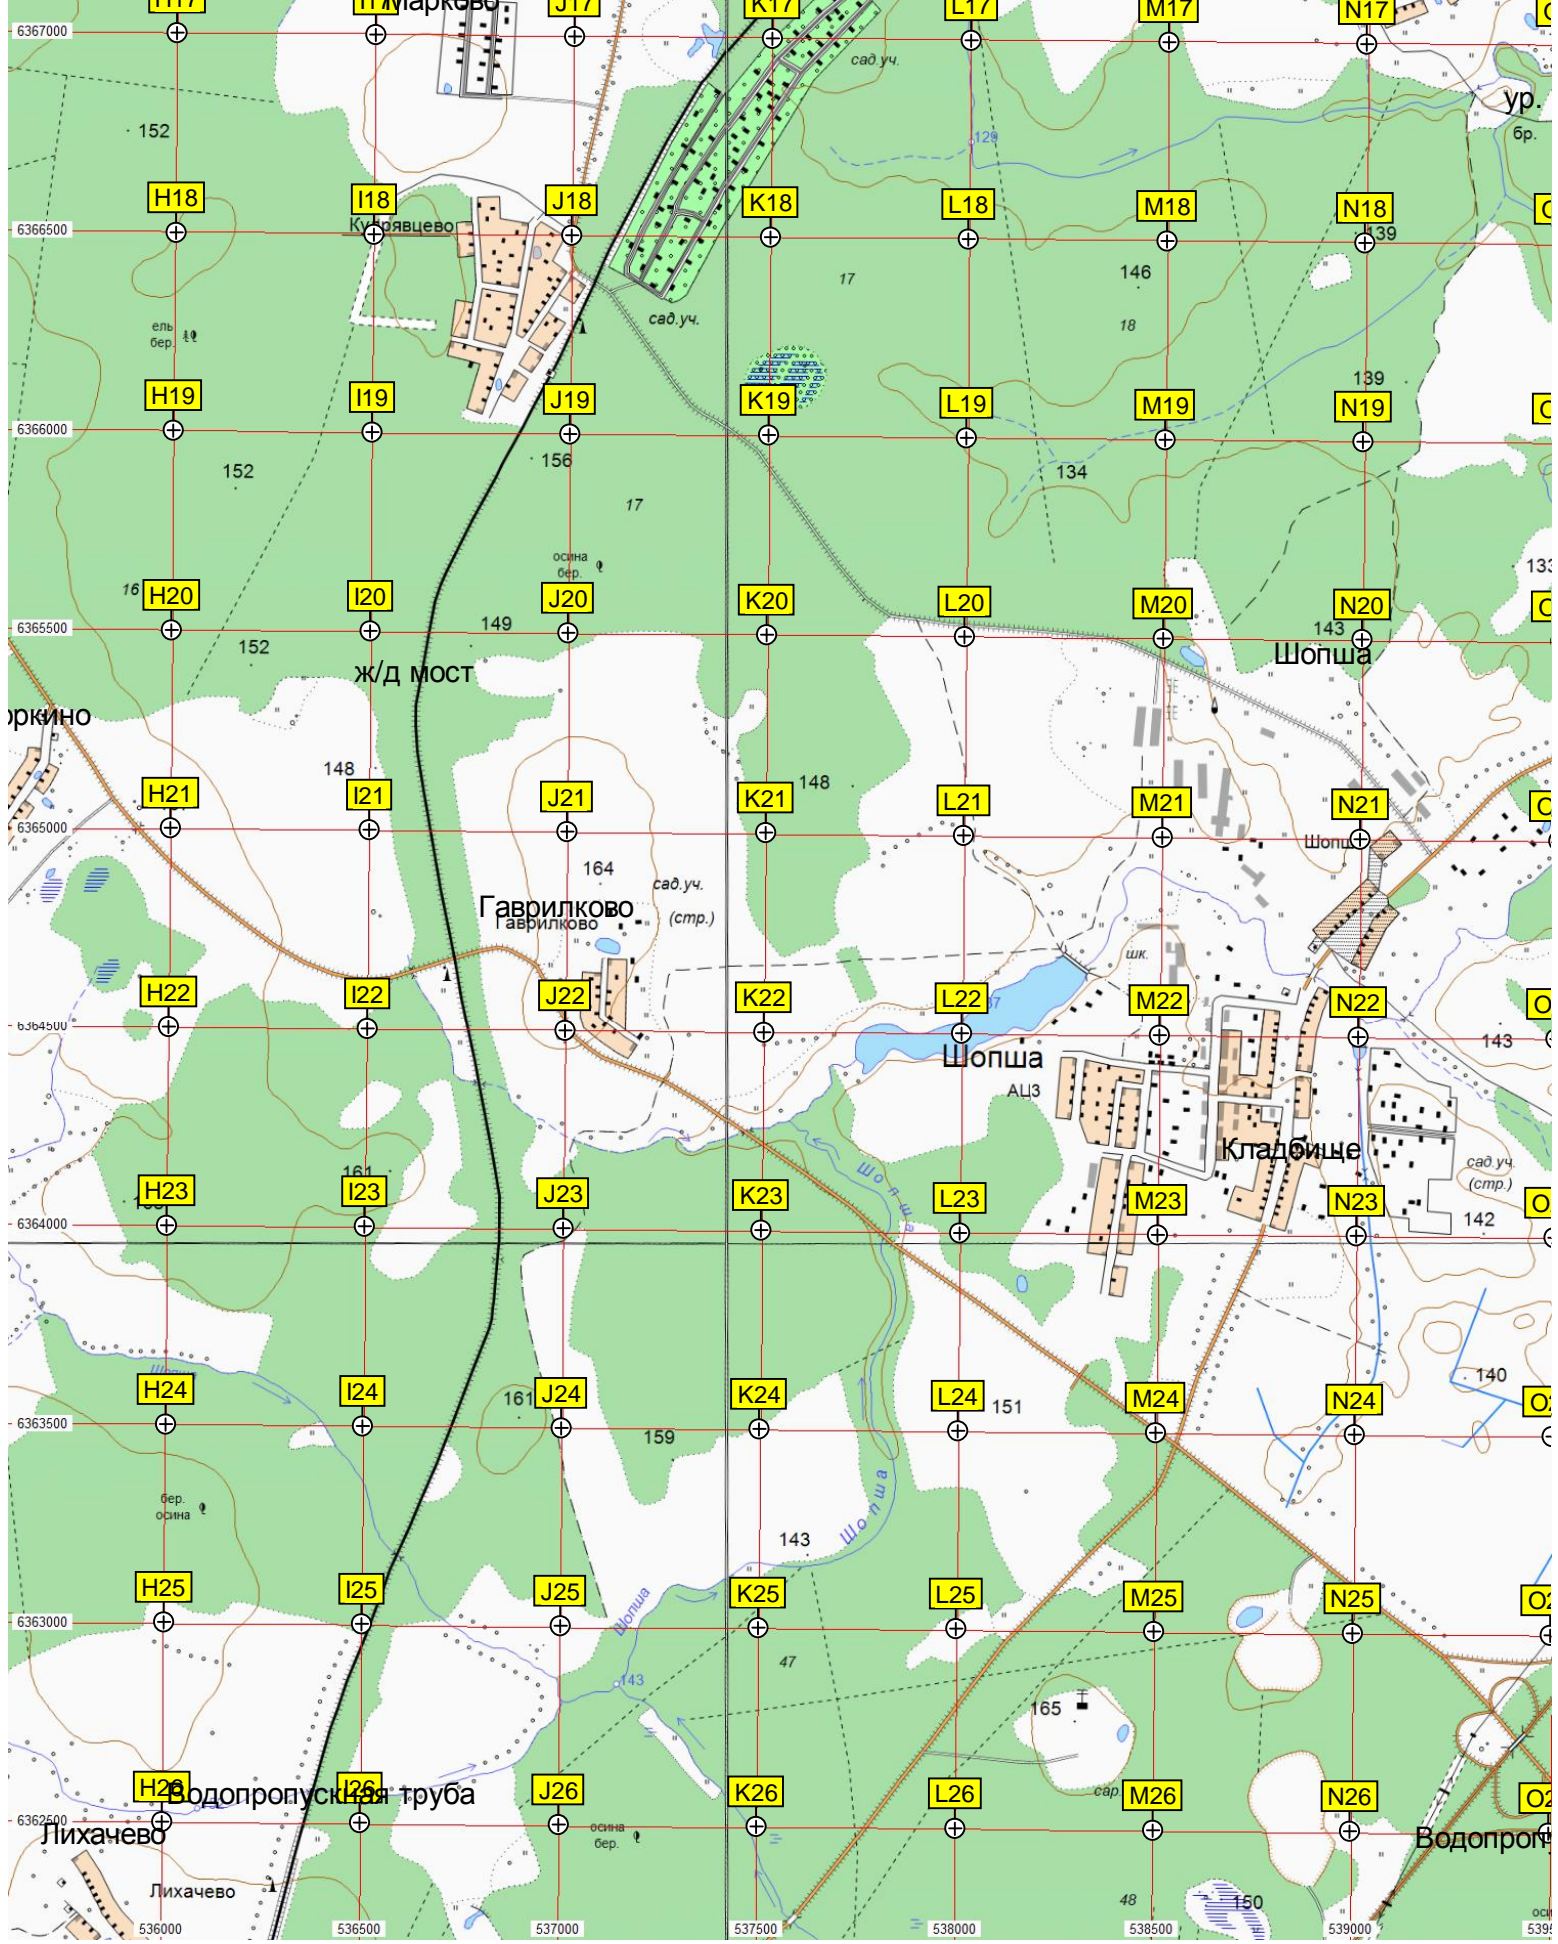 H17 Марково J17 K17 L17 M17 N17
6367000
сад.уч.
ур.
152
129
бр.
H18 I18 J18 K18 L18 M18 N18
6366500
Кудрявцево
139
146
17
сад.уч.
18
ель
бер.
139
H19 I19 J19 K19 L19 M19 N19
6366000
156
152
134
17
осина
бер.
133
16 H20 I20 J20 K20 L20 M20 N20
6365500
149
143
152
Шопша
ж/д мост
оркино
148
148
H21 I21 J21 K21 L21 M21 N21
6365000
164
сад.уч.
Гаврилково
(стр.)
Гаврилково
шк.
H22 I22 J22 K22 L22 M22 N22
6364500
143
Шопша
АЦЗ
Кладбище
161
Шопша
сад.уч.
(стр.)
H23 I23 J23 K23 L23 M23 N23
6364000
142
Шопша
140
H24 I24 J24 K24 L24 M24 N24
161
151
6363500
159
бер.
осина
Шопша
143
H25 I25 J25 K25 L25 M25 N25
6363000
Шопша
47
143
165
H26 Водопропускная труба I26 J26 K26 L26 M26 N26
сар.
6362500
Лихачево
осина
бер.
Водопроп
Лихачево
48
150
536000 536500 537000 537500 538000 538500 539000